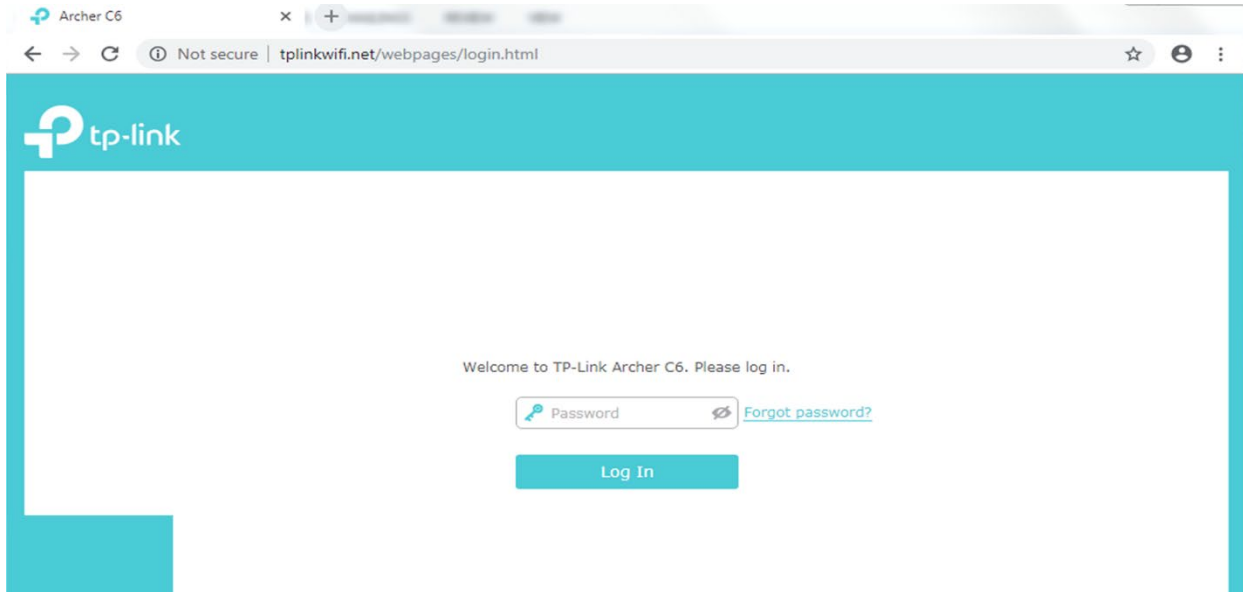 Archer C6
Not secure | tplinkwifi.net/webpages/login.html
tp-link
Welcome to TP-Link Archer C6. Please log in.
Password
Forgot password?
Log In